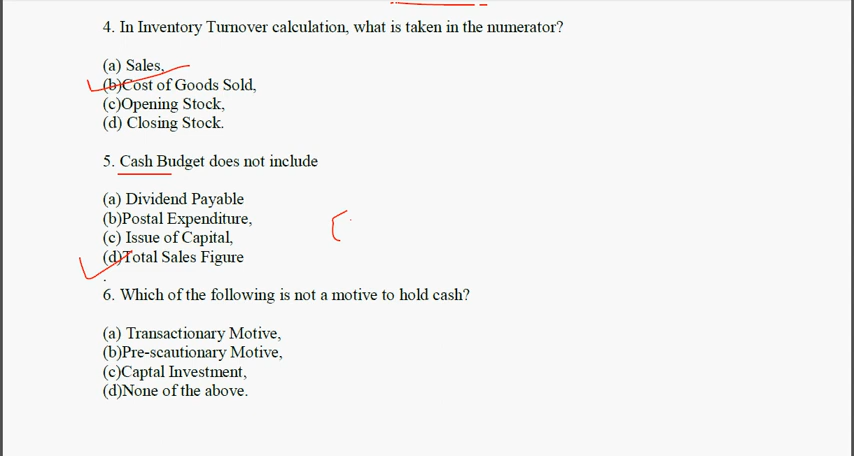 4. In Inventory Turnover calculation, what is taken in the numerator?
(a) Sales,
(b)Cost of Goods Sold,
(c)Opening Stock,
(d) Closing Stock.
5. Cash Budget does not include
(a) Dividend Payable
(b)Postal Expenditure,
(c) Issue of Capital,
(d)Total Sales Figure
.
6. Which of the following is not a motive to hold cash?
(a) Transactionary Motive,
(b)Pre-scautionary Motive,
(c)Captal Investment,
(d)None of the above.